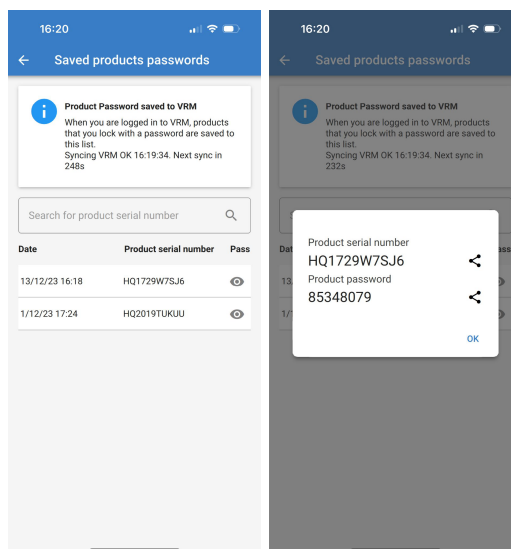 16:20
Saved products passwords
Product Password saved to VRM
When you are logged in to VRM, products
that you lock with a password are saved to
this list.
Syncing VRM OK 16:19:34. Next sync in
248s
Search for product serial number
Date Product serial number Pass
13/12/23 16:18 HQ1729W7SJ6
1/12/23 17:24 HQ2019TUKUU
16:20
Saved products passwords
Product Password saved to VRM
When you are logged in to VRM, products
that you lock with a password are saved to
this list.
Syncing VRM OK 16:19:34. Next sync in
232s
Product serial number
HQ1729W7SJ6
Product password
85348079
OK